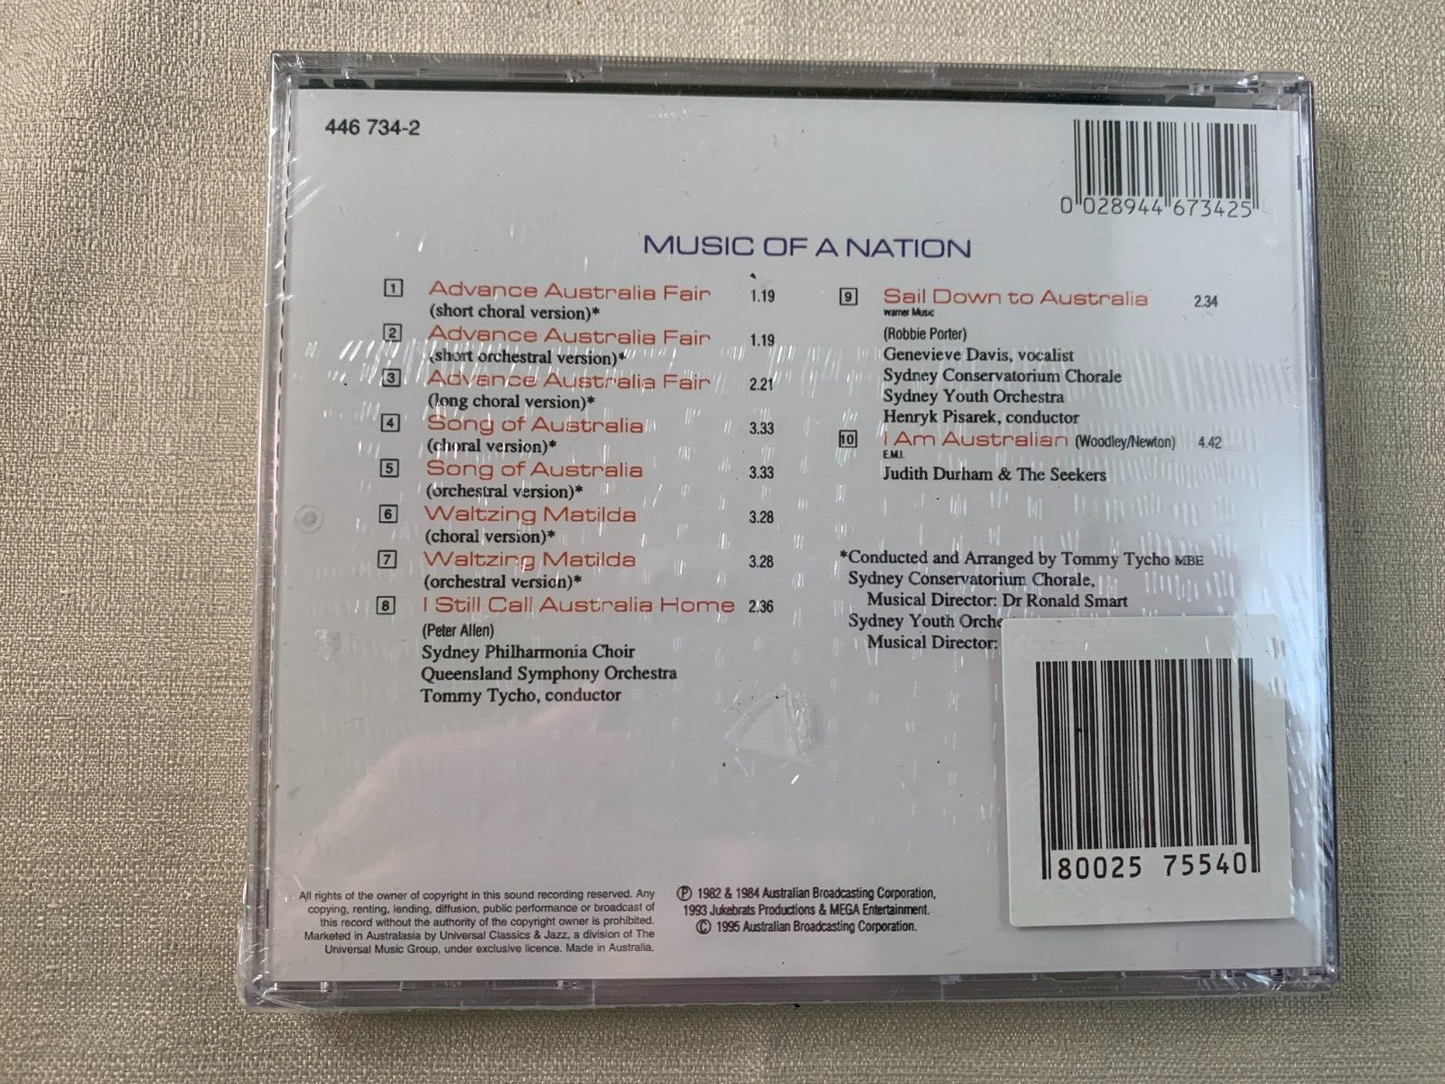 446 734-2
0 028944 673425
MUSIC OF A NATION
1 Advance Australia Fair 1.19
(short choral version)*
2 Advance Australia Fair 1.19
(short orchestral version)*
3 Advance Australia Fair 2.21
(long choral version)*
4 Song of Australia 3.33
(choral version)*
5 Song of Australia 3.33
(orchestral version)*
6 Waltzing Matilda 3.28
(choral version)*
7 Waltzing Matilda 3.28
(orchestral version)*
8 I Still Call Australia Home 2.36
(Peter Allen)
Sydney Philharmonia Choir
Queensland Symphony Orchestra
Tommy Tycho, conductor
9 Sail Down to Australia 2.34
Warner Music
(Robbie Porter)
Genevieve Davis, vocalist
Sydney Conservatorium Chorale
Sydney Youth Orchestra
Henryk Pisarek, conductor
10 I Am Australian (Woodley/Newton) 4.42
E.M.I.
Judith Durham & The Seekers
*Conducted and Arranged by Tommy Tycho MBE
Sydney Conservatorium Chorale,
Musical Director: Dr Ronald Smart
Sydney Youth Orche
Musical Director:
80025 75540
All rights of the owner of copyright in this sound recording reserved. Any
copying, renting, lending, diffusion, public performance or broadcast of
this record without the authority of the copyright owner is prohibited.
Marketed in Australasia by Universal Classics & Jazz, a division of The
Universal Music Group, under exclusive licence. Made in Australia.
℗ 1982 & 1984 Australian Broadcasting Corporation,
1993 Jukebrats Productions & MEGA Entertainment.
© 1995 Australian Broadcasting Corporation.